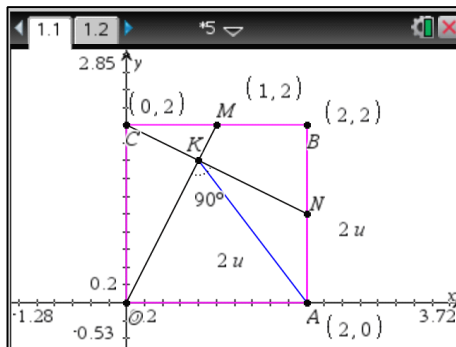 1.1 1.2 *5
2.85 y
(0,2) M (1,2) (2,2)
C K B
90°
N
2 u 2 u
0.2
-1.28 O 0.2 A 3.72 x
-0.53 (2,0)